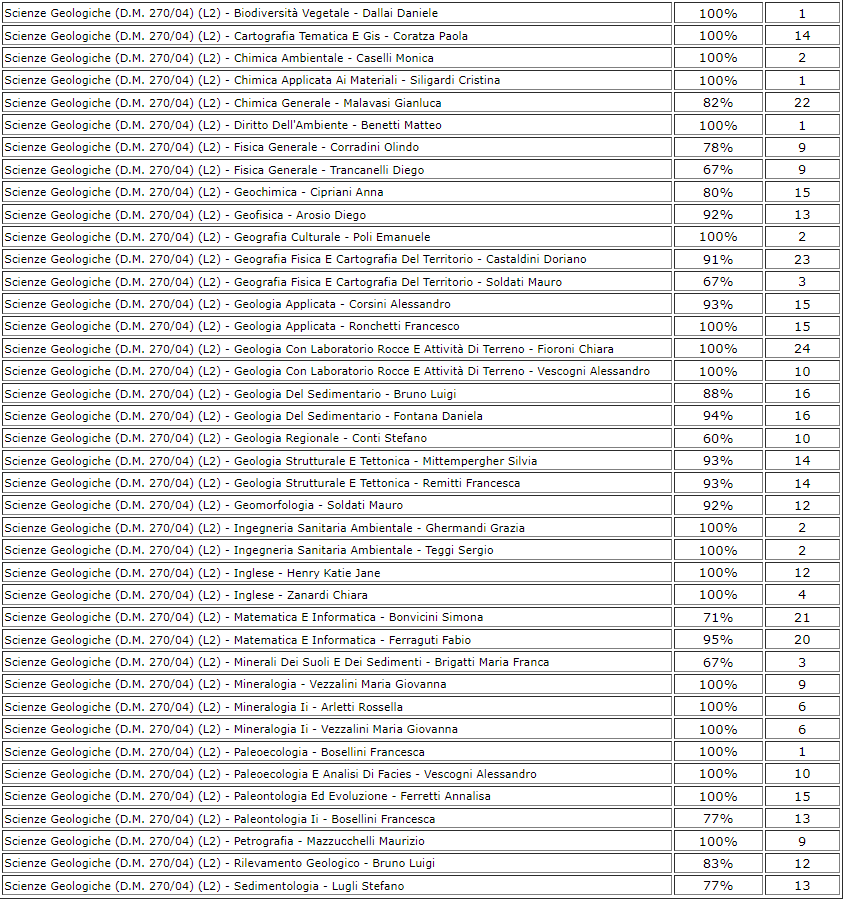 Scienze Geologiche (D.M. 270/04) (L2) - Biodiversità Vegetale - Dallai Daniele 100% 1
Scienze Geologiche (D.M. 270/04) (L2) - Cartografia Tematica E Gis - Coratza Paola 100% 14
Scienze Geologiche (D.M. 270/04) (L2) - Chimica Ambientale - Caselli Monica 100% 2
Scienze Geologiche (D.M. 270/04) (L2) - Chimica Applicata Ai Materiali - Siligardi Cristina 100% 1
Scienze Geologiche (D.M. 270/04) (L2) - Chimica Generale - Malavasi Gianluca 82% 22
Scienze Geologiche (D.M. 270/04) (L2) - Diritto Dell'Ambiente - Benetti Matteo 100% 1
Scienze Geologiche (D.M. 270/04) (L2) - Fisica Generale - Corradini Olindo 78% 9
Scienze Geologiche (D.M. 270/04) (L2) - Fisica Generale - Trancanelli Diego 67% 9
Scienze Geologiche (D.M. 270/04) (L2) - Geochimica - Cipriani Anna 80% 15
Scienze Geologiche (D.M. 270/04) (L2) - Geofisica - Arosio Diego 92% 13
Scienze Geologiche (D.M. 270/04) (L2) - Geografia Culturale - Poli Emanuele 100% 2
Scienze Geologiche (D.M. 270/04) (L2) - Geografia Fisica E Cartografia Del Territorio - Castaldini Doriano 91% 23
Scienze Geologiche (D.M. 270/04) (L2) - Geografia Fisica E Cartografia Del Territorio - Soldati Mauro 67% 3
Scienze Geologiche (D.M. 270/04) (L2) - Geologia Applicata - Corsini Alessandro 93% 15
Scienze Geologiche (D.M. 270/04) (L2) - Geologia Applicata - Ronchetti Francesco 100% 15
Scienze Geologiche (D.M. 270/04) (L2) - Geologia Con Laboratorio Rocce E Attività Di Terreno - Fioroni Chiara 100% 24
Scienze Geologiche (D.M. 270/04) (L2) - Geologia Con Laboratorio Rocce E Attività Di Terreno - Vescogni Alessandro 100% 10
Scienze Geologiche (D.M. 270/04) (L2) - Geologia Del Sedimentario - Bruno Luigi 88% 16
Scienze Geologiche (D.M. 270/04) (L2) - Geologia Del Sedimentario - Fontana Daniela 94% 16
Scienze Geologiche (D.M. 270/04) (L2) - Geologia Regionale - Conti Stefano 60% 10
Scienze Geologiche (D.M. 270/04) (L2) - Geologia Strutturale E Tettonica - Mittempergher Silvia 93% 14
Scienze Geologiche (D.M. 270/04) (L2) - Geologia Strutturale E Tettonica - Remitti Francesca 93% 14
Scienze Geologiche (D.M. 270/04) (L2) - Geomorfologia - Soldati Mauro 92% 12
Scienze Geologiche (D.M. 270/04) (L2) - Ingegneria Sanitaria Ambientale - Ghermandi Grazia 100% 2
Scienze Geologiche (D.M. 270/04) (L2) - Ingegneria Sanitaria Ambientale - Teggi Sergio 100% 2
Scienze Geologiche (D.M. 270/04) (L2) - Inglese - Henry Katie Jane 100% 12
Scienze Geologiche (D.M. 270/04) (L2) - Inglese - Zanardi Chiara 100% 4
Scienze Geologiche (D.M. 270/04) (L2) - Matematica E Informatica - Bonvicini Simona 71% 21
Scienze Geologiche (D.M. 270/04) (L2) - Matematica E Informatica - Ferraguti Fabio 95% 20
Scienze Geologiche (D.M. 270/04) (L2) - Minerali Dei Suoli E Dei Sedimenti - Brigatti Maria Franca 67% 3
Scienze Geologiche (D.M. 270/04) (L2) - Mineralogia - Vezzalini Maria Giovanna 100% 9
Scienze Geologiche (D.M. 270/04) (L2) - Mineralogia Ii - Arletti Rossella 100% 6
Scienze Geologiche (D.M. 270/04) (L2) - Mineralogia Ii - Vezzalini Maria Giovanna 100% 6
Scienze Geologiche (D.M. 270/04) (L2) - Paleoecologia - Bosellini Francesca 100% 1
Scienze Geologiche (D.M. 270/04) (L2) - Paleoecologia E Analisi Di Facies - Vescogni Alessandro 100% 10
Scienze Geologiche (D.M. 270/04) (L2) - Paleontologia Ed Evoluzione - Ferretti Annalisa 100% 15
Scienze Geologiche (D.M. 270/04) (L2) - Paleontologia Ii - Bosellini Francesca 77% 13
Scienze Geologiche (D.M. 270/04) (L2) - Petrografia - Mazzucchelli Maurizio 100% 9
Scienze Geologiche (D.M. 270/04) (L2) - Rilevamento Geologico - Bruno Luigi 83% 12
Scienze Geologiche (D.M. 270/04) (L2) - Sedimentologia - Lugli Stefano 77% 13